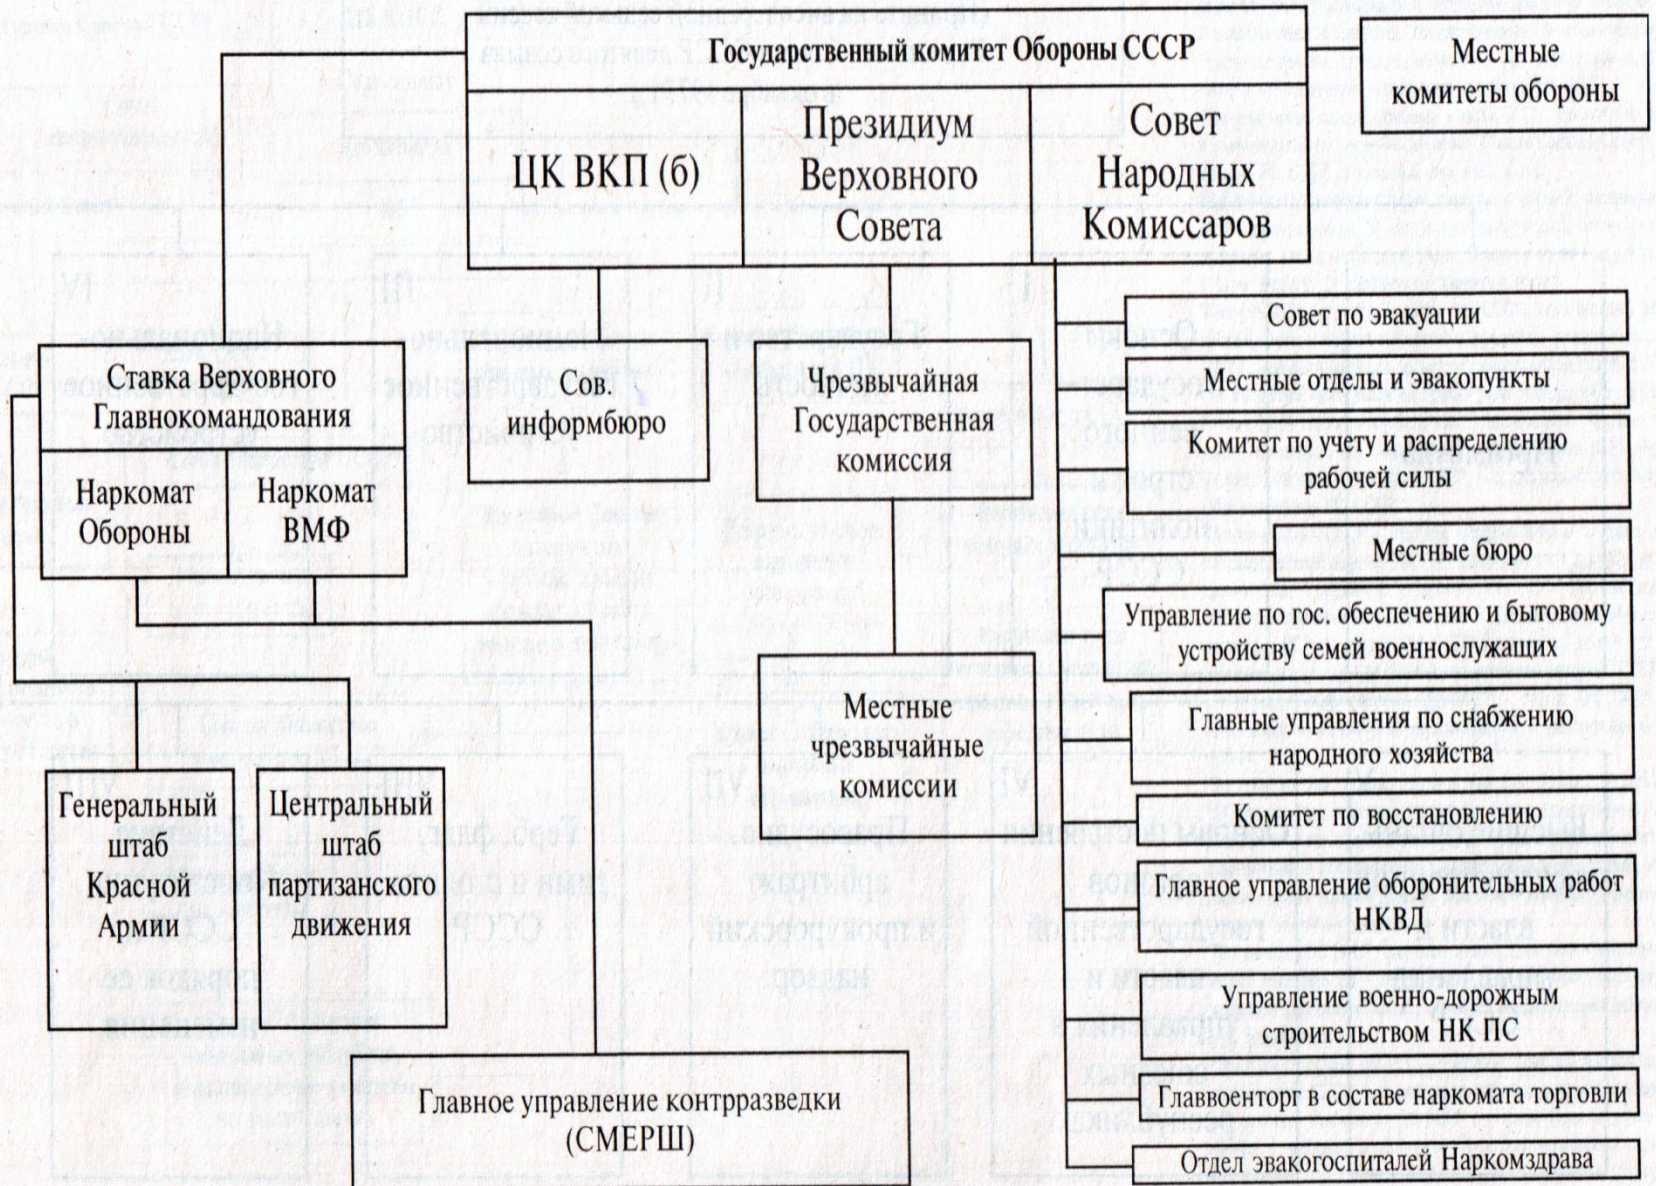 Государственный комитет Обороны СССР
Местные
комитеты обороны
ЦК ВКП (б)
Президиум
Верховного
Совета
Совет
Народных
Комиссаров
Ставка Верховного
Главнокомандования
Наркомат
Обороны
Наркомат
ВМФ
Сов.
информбюро
Чрезвычайная
Государственная
комиссия
Местные
чрезвычайные
комиссии
Совет по эвакуации
Местные отделы и эвакопункты
Комитет по учету и распределению
рабочей силы
Местные бюро
Управление по гос. обеспечению и бытовому
устройству семей военнослужащих
Главные управления по снабжению
народного хозяйства
Комитет по восстановлению
Главное управление оборонительных работ
НКВД
Управление военно-дорожным
строительством НК ПС
Главвоенторг в составе наркомата торговли
Отдел эвакогоспиталей Наркомздрава
Генеральный
штаб
Красной
Армии
Центральный
штаб
партизанского
движения
Главное управление контрразведки
(СМЕРШ)